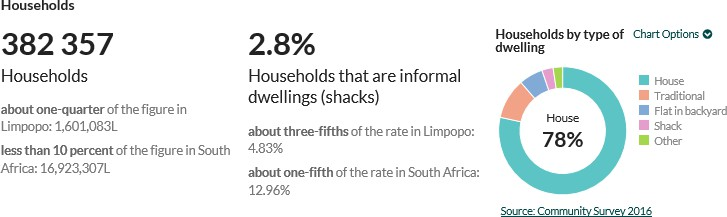 Households
382 357
Households
about one-quarter of the figure in
Limpopo: 1,601,083L
less than 10 percent of the figure in South
Africa: 16,923,307L
2.8%
Households that are informal
dwellings (shacks)
about three-fifths of the rate in Limpopo:
4.83%
about one-fifth of the rate in South Africa:
12.96%
Households by type of
dwelling
Chart Options
House
78%
House
Traditional
Flat in backyard
Shack
Other
Source: Community Survey 2016